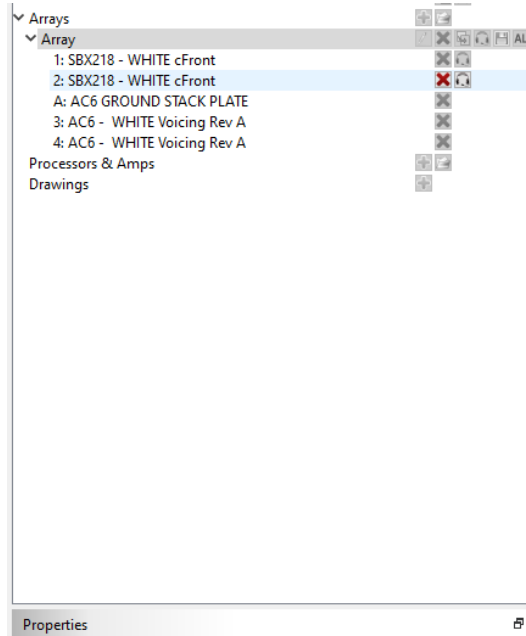 Arrays
Array
AL
1: SBX218 - WHITE cFront
2: SBX218 - WHITE cFront
A: AC6 GROUND STACK PLATE
3: AC6 -  WHITE Voicing Rev A
4: AC6 -  WHITE Voicing Rev A
Processors & Amps
Drawings
Properties